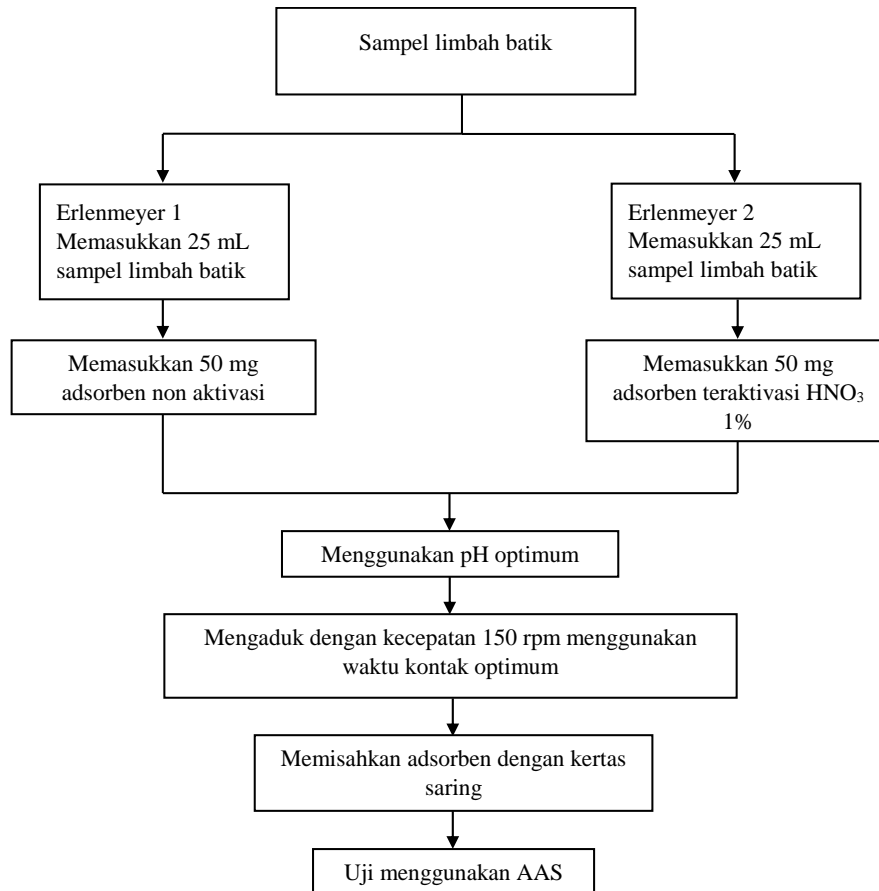 Sampel limbah batik
Erlenmeyer 1
Memasukkan 25 mL
sampel limbah batik
Erlenmeyer 2
Memasukkan 25 mL
sampel limbah batik
Memasukkan 50 mg
adsorben non aktivasi
Memasukkan 50 mg
adsorben teraktivasi HNO₃
1%
Menggunakan pH optimum
Mengaduk dengan kecepatan 150 rpm menggunakan
waktu kontak optimum
Memisahkan adsorben dengan kertas
saring
Uji menggunakan AAS